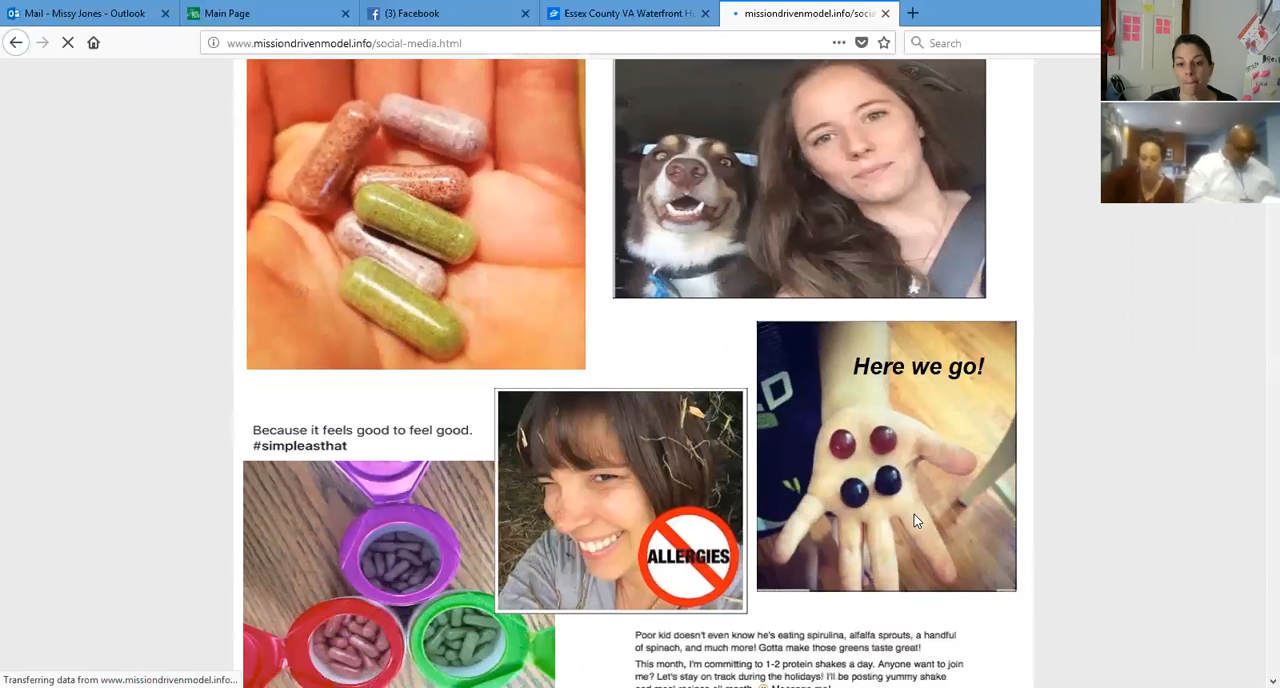 Mail - Missy Jones - Outlook
Main Page
(3) Facebook
Essex County VA Waterfront H
missiondrivenmodel.info/socia
www.missiondrivenmodel.info/social-media.html
Search
Here we go!
Because it feels good to feel good.
#simpleasthat
ALLERGIES
Poor kid doesn't even know he's eating spirulina, alfalfa sprouts, a handful
of spinach, and much more! Gotta make those greens taste great!
This month, I'm committing to 1-2 protein shakes a day. Anyone want to join
me? Let's stay on track during the holidays! I'll be posting yummy shake
Transferring data from www.missiondrivenmodel.info...